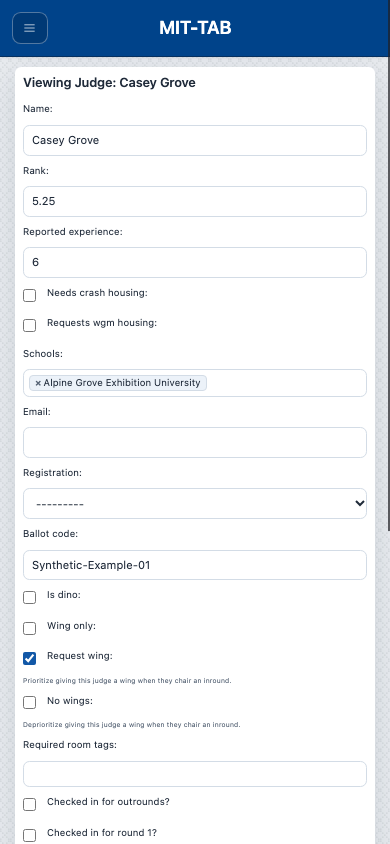 MIT-TAB
Viewing Judge: Casey Grove
Name:
Casey Grove
Rank:
5.25
Reported experience:
6
Needs crash housing:
Requests wgm housing:
Schools:
× Alpine Grove Exhibition University
Email:
Registration:
---------
Ballot code:
Synthetic-Example-01
Is dino:
Wing only:
Request wing:
Prioritize giving this judge a wing when they chair an inround.
No wings:
Deprioritize giving this judge a wing when they chair an inround.
Required room tags:
Checked in for outrounds?
Checked in for round 1?